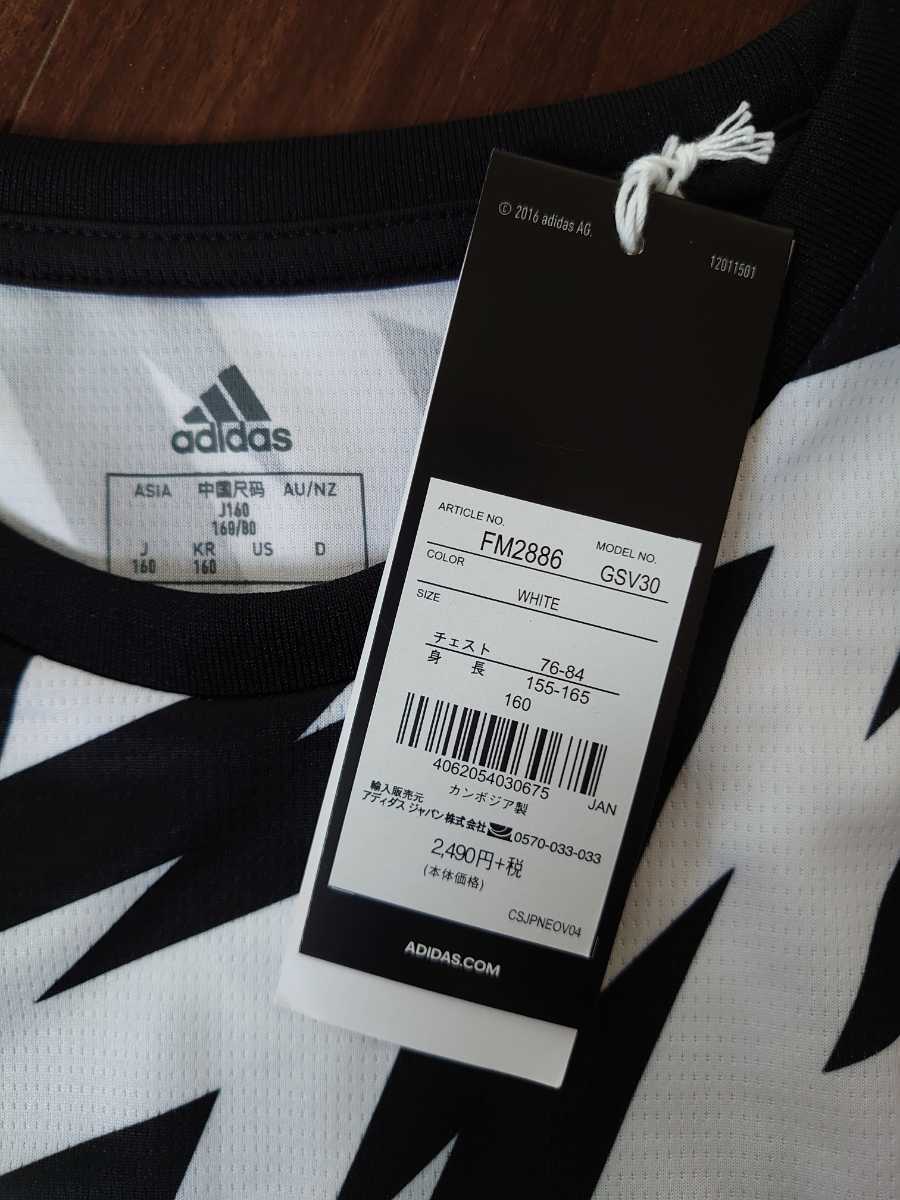 adidas
ASIA 中国尺码 AU/NZ
J160
160/80
J KR US D
160 160
© 2016 adidas AG.
12011501
ARTICLE NO. MODEL NO.
FM2886 GSV30
COLOR
WHITE
SIZE
チェスト 76-84
身長 155-165
160
4062054030675 JAN
カンボジア製
輸入販売元
アディダス ジャパン株式会社 0570-033-033
2,490円+税
(本体価格)
CSJPNEOV04
ADIDAS.COM